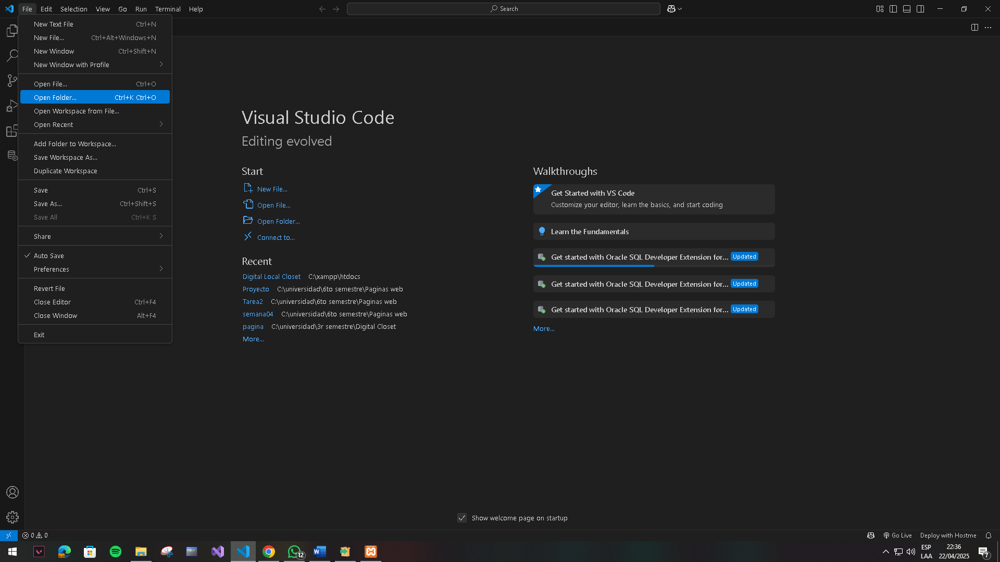 File Edit Selection View Go Run Terminal Help
Search
New Text File Ctrl+N
New File... Ctrl+Alt+Windows+N
New Window Ctrl+Shift+N
New Window with Profile
Open File... Ctrl+O
Open Folder... Ctrl+K Ctrl+O
Open Workspace from File...
Open Recent
Add Folder to Workspace...
Save Workspace As...
Duplicate Workspace
Save Ctrl+S
Save As... Ctrl+Shift+S
Save All Ctrl+K S
Share
Auto Save
Preferences
Revert File
Close Editor Ctrl+F4
Close Window Alt+F4
Exit
Visual Studio Code
Editing evolved
Start
New File...
Open File...
Open Folder...
Connect to...
Recent
Digital Local Closet C:\xampp\htdocs
Proyecto C:\universidad\6to semestre\Paginas web
Tarea2 C:\universidad\6to semestre\Paginas web
semana04 C:\universidad\6to semestre\Paginas web
pagina C:\universidad\3r semestre\Digital Closet
More...
Walkthroughs
Get Started with VS Code
Customize your editor, learn the basics, and start coding
Learn the Fundamentals
Get started with Oracle SQL Developer Extension for... Updated
Get started with Oracle SQL Developer Extension for... Updated
Get started with Oracle SQL Developer Extension for... Updated
More...
Show welcome page on startup
0 0
Go Live Deploy with Hostme
12
ESP
LAA
22:36
22/04/2025
7